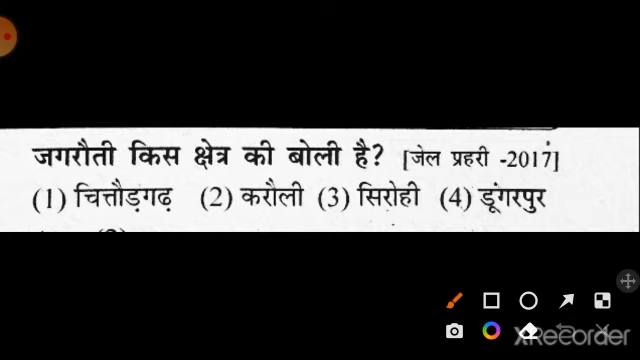 जगरौती किस क्षेत्र की बोली है? [जेल प्रहरी -2017]
(1) चित्तौड़गढ़ (2) करौली (3) सिरोही (4) डूंगरपुर
XRecorder